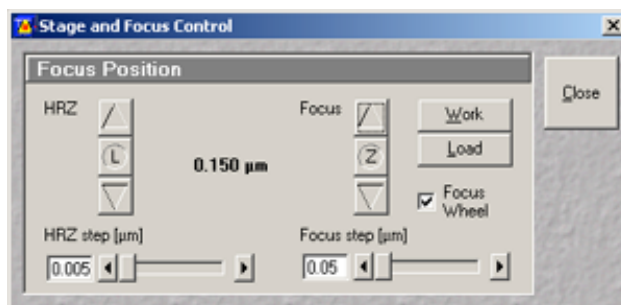 Stage and Focus Control
Focus Position
Close
HRZ
Focus
Work
L
0.150 µm
Z
Load
Focus
Wheel
HRZ step [µm]
Focus step [µm]
0.005
0.05